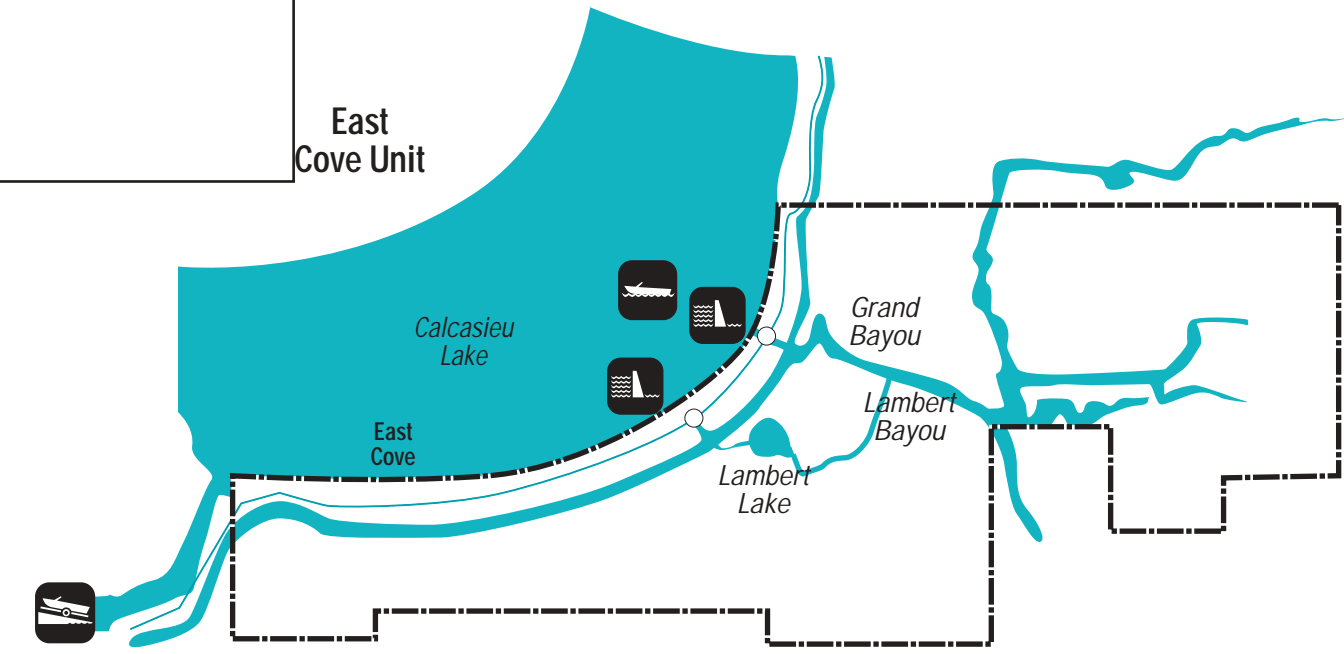 East
Cove Unit
Calcasieu
Lake
Grand
Bayou
Lambert
Bayou
East
Cove
Lambert
Lake